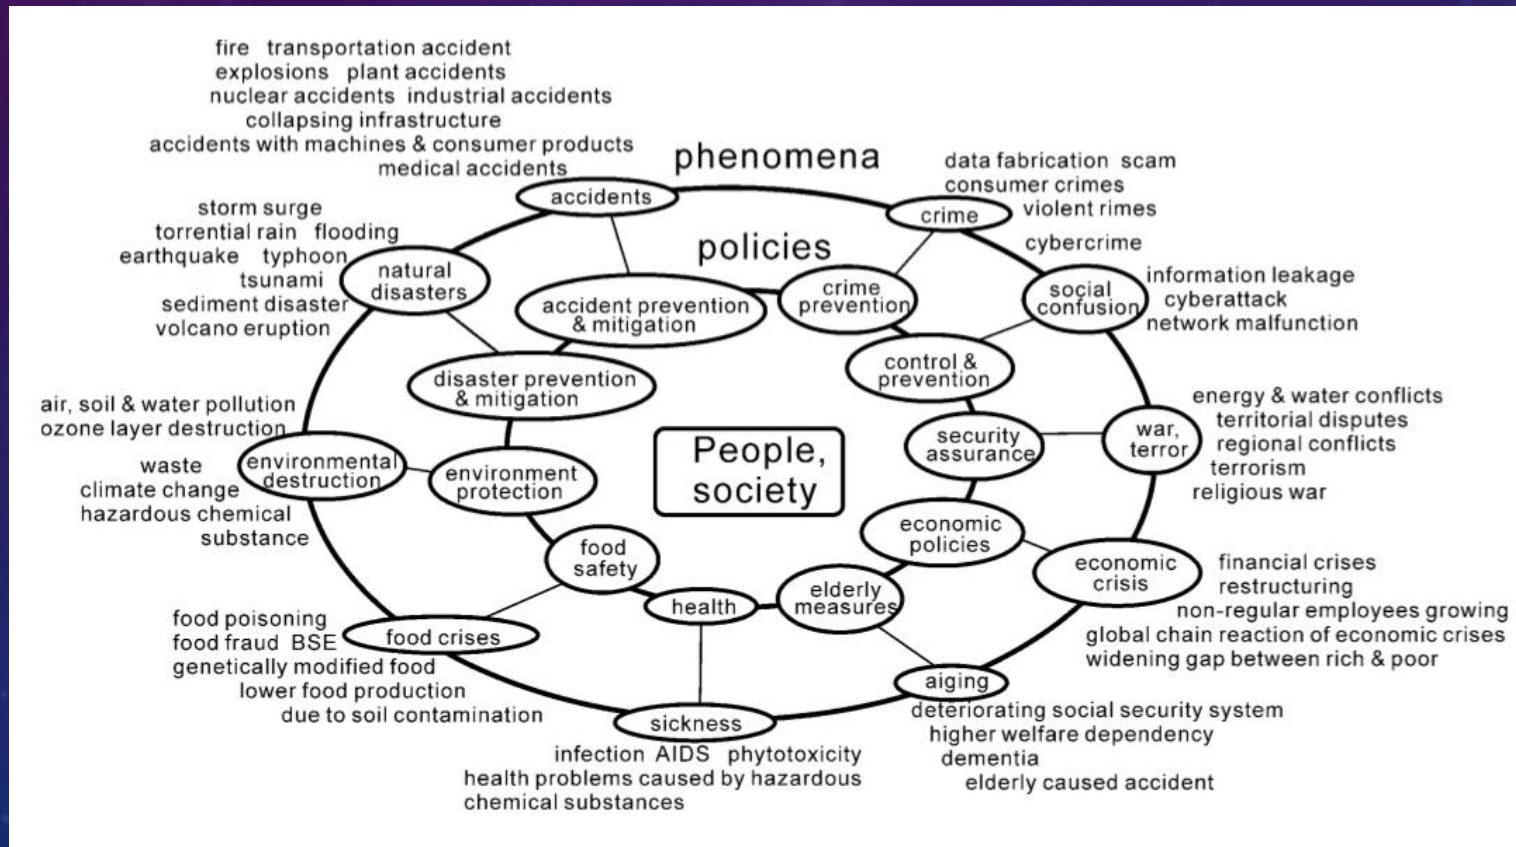 fire transportation accident
explosions plant accidents
nuclear accidents industrial accidents
collapsing infrastructure
accidents with machines & consumer products
medical accidents
phenomena
accidents
data fabrication scam
consumer crimes
violent rimes
crime
cybercrime
storm surge
torrential rain flooding
earthquake typhoon
tsunami
sediment disaster
volcano eruption
natural
disasters
policies
accident prevention
& mitigation
crime
prevention
social
confusion
information leakage
cyberattack
network malfunction
disaster prevention
& mitigation
control &
prevention
air, soil & water pollution
ozone layer destruction
waste
climate change
hazardous chemical
substance
environmental
destruction
environment
protection
People,
society
security
assurance
war,
terror
energy & water conflicts
territorial disputes
regional conflicts
terrorism
religious war
food
safety
health
elderly
measures
economic
policies
economic
crisis
financial crises
restructuring
non-regular employees growing
global chain reaction of economic crises
widening gap between rich & poor
food poisoning
food fraud BSE
genetically modified food
lower food production
due to soil contamination
food crises
sickness
infection AIDS phytotoxicity
health problems caused by hazardous
chemical substances
aiging
deteriorating social security system
higher welfare dependency
dementia
elderly caused accident